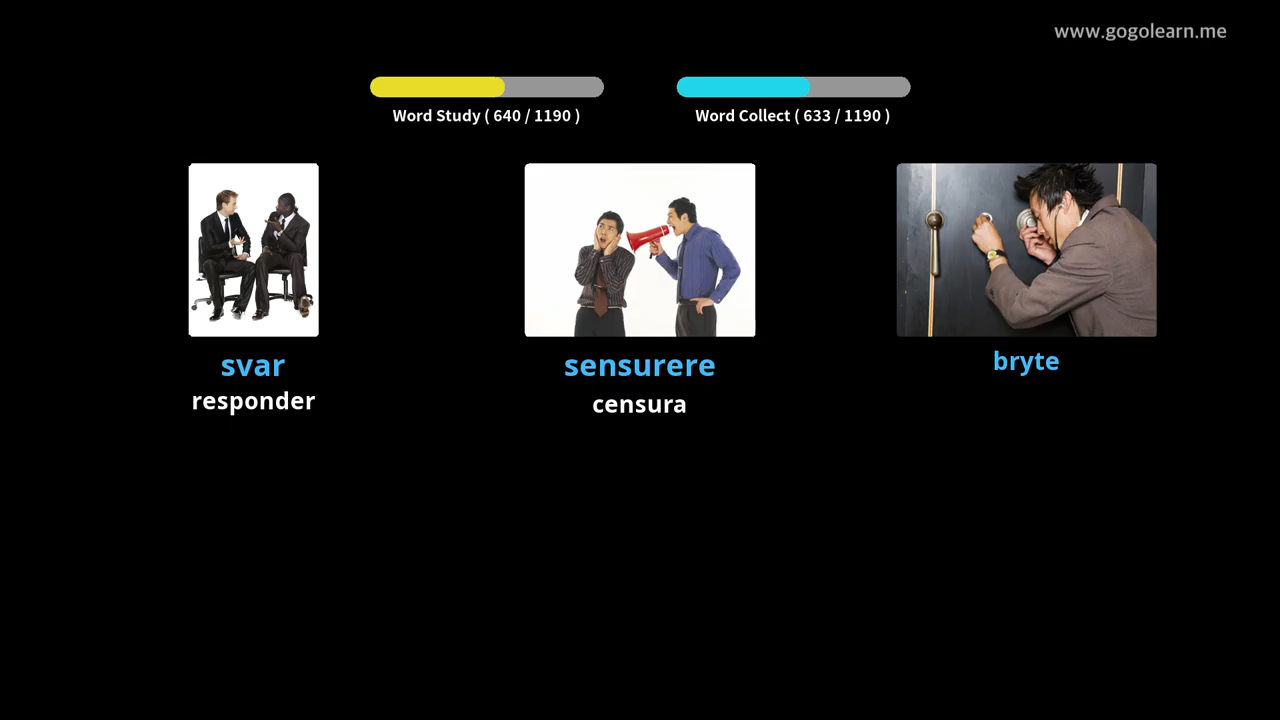 www.gogolearn.me
Word Study ( 640 / 1190 )
Word Collect ( 633 / 1190 )
svar
responder
sensurere
censura
bryte